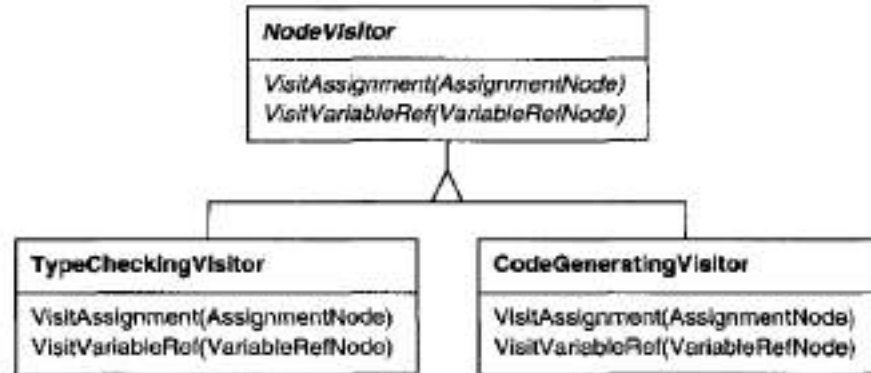 NodeVisitor
VisitAssignment(AssignmentNode)
VisitVariableRef(VariableRefNode)
TypeCheckingVisitor
VisitAssignment(AssignmentNode)
VisitVariableRef(VariableRefNode)
CodeGeneratingVisitor
VisitAssignment(AssignmentNode)
VisitVariableRef(VariableRefNode)